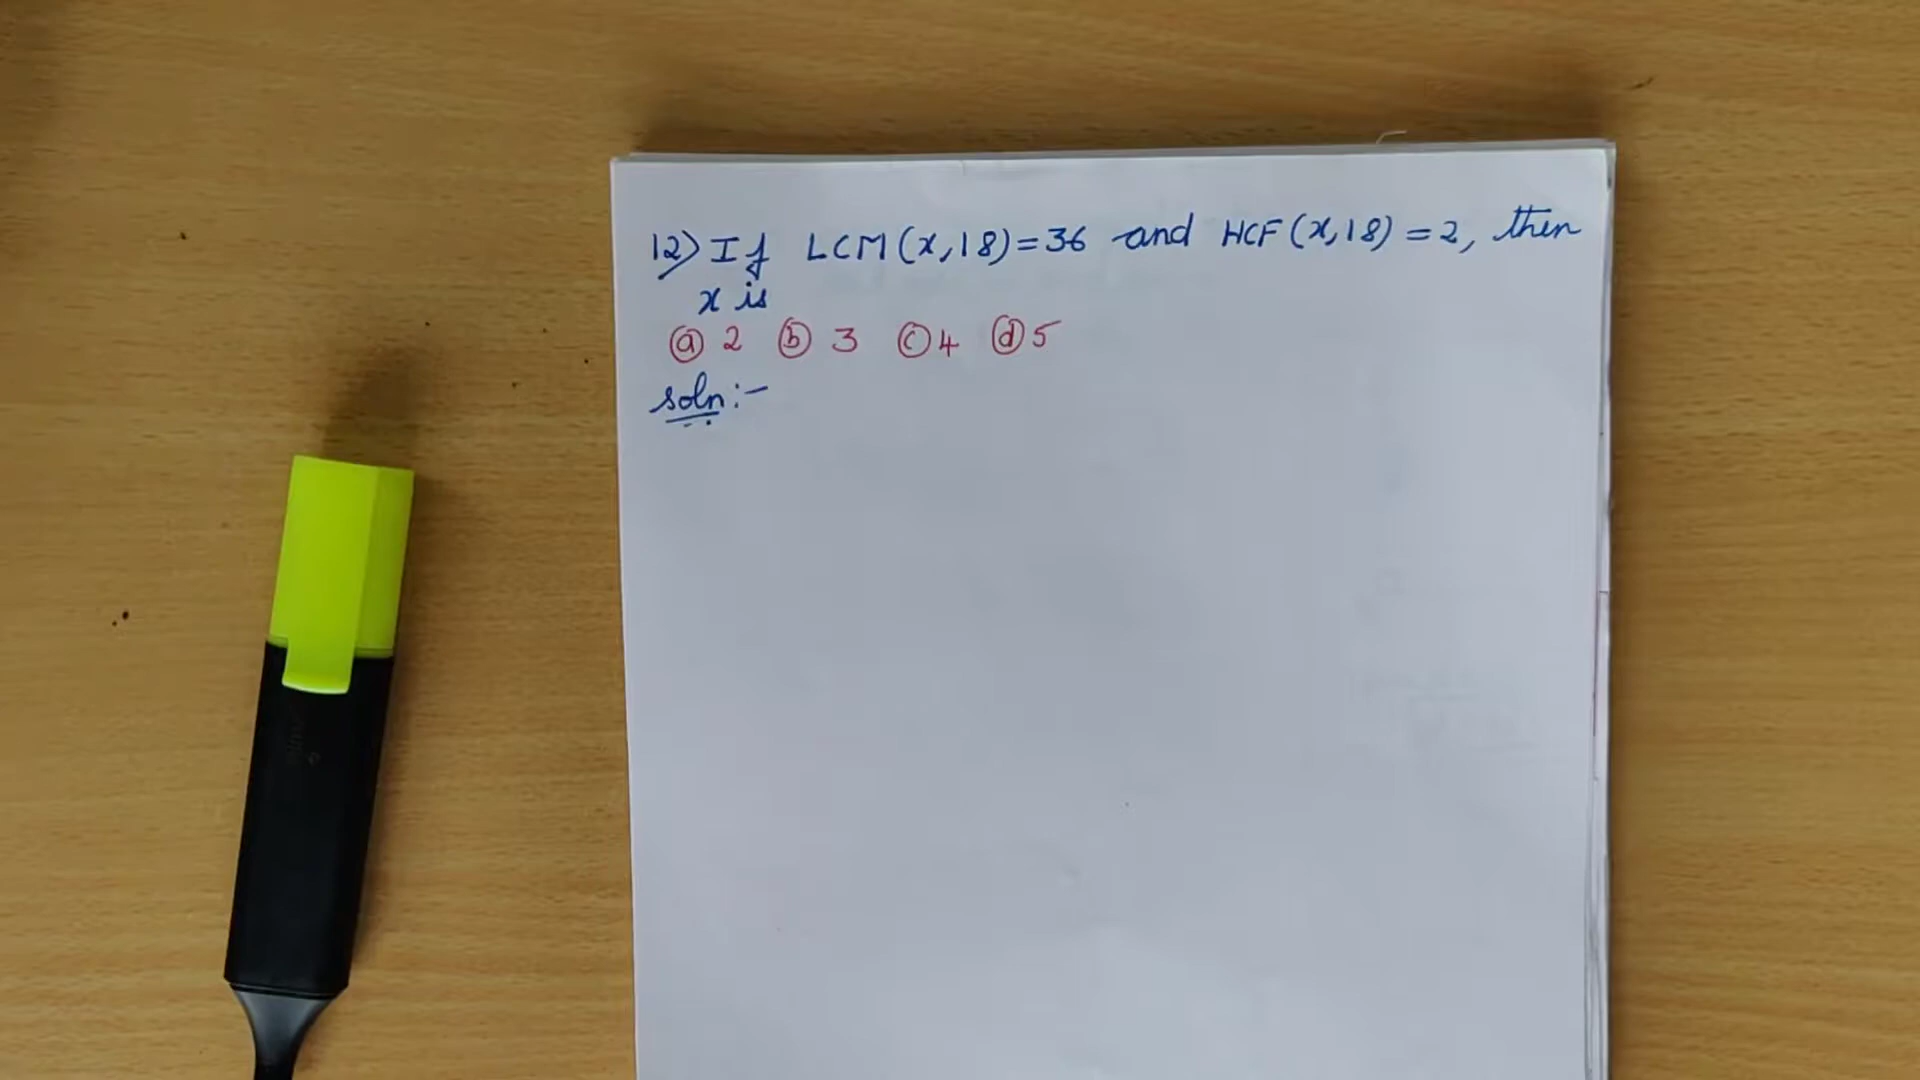 12) If LCM(x,18)=36 and HCF(x,18)=2, then
x is
ⓐ 2 ⓑ 3 ⓒ 4 ⓓ 5
soln:-